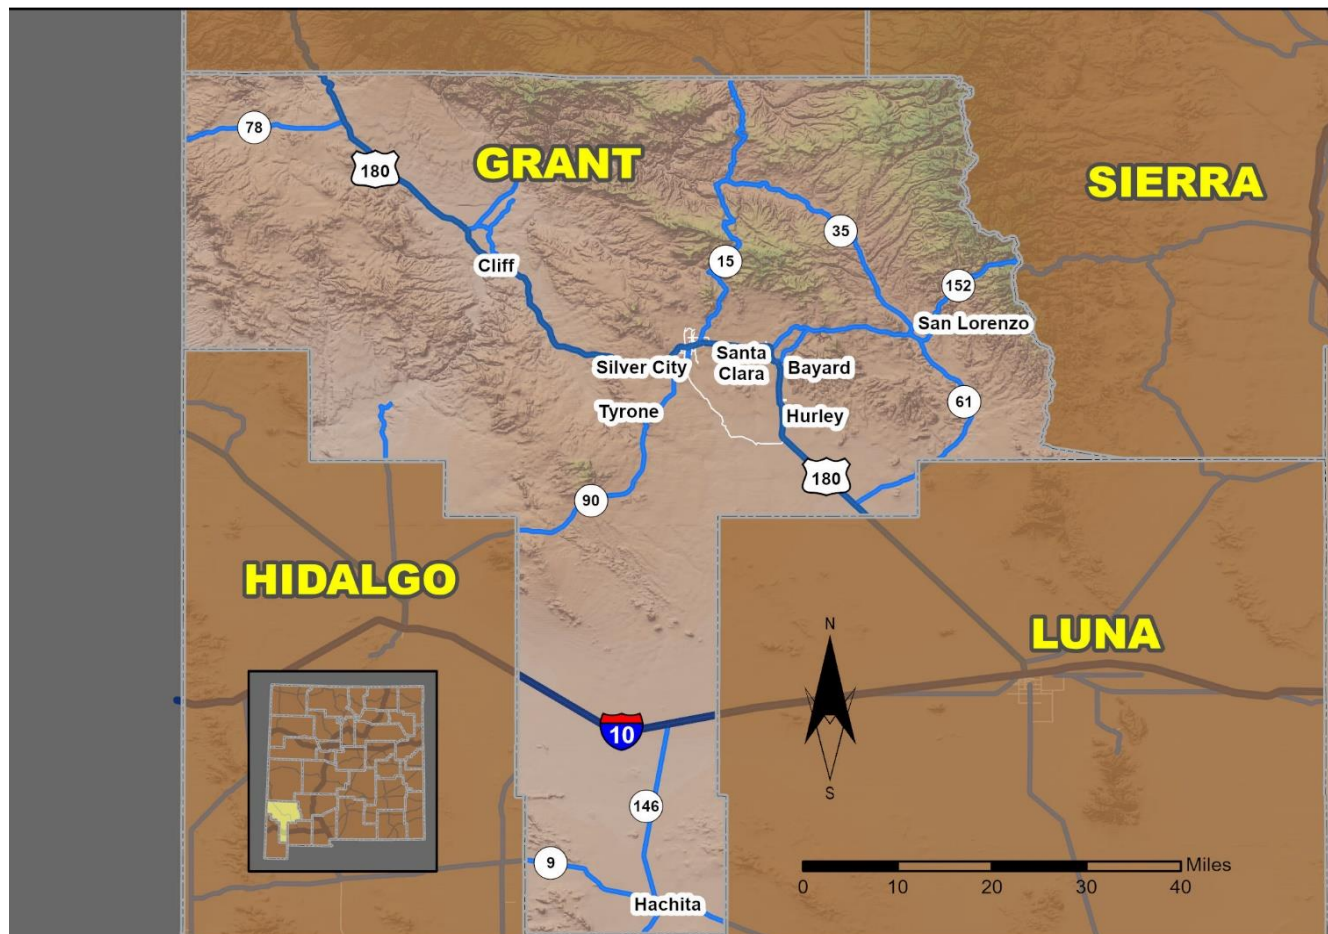 78
180
GRANT
SIERRA
35
15
152
Cliff
San Lorenzo
Silver City
Santa
Clara
Bayard
Tyrone
Hurley
61
180
90
HIDALGO
LUNA
N
S
10
146
9
Hachita
Miles
0 10 20 30 40